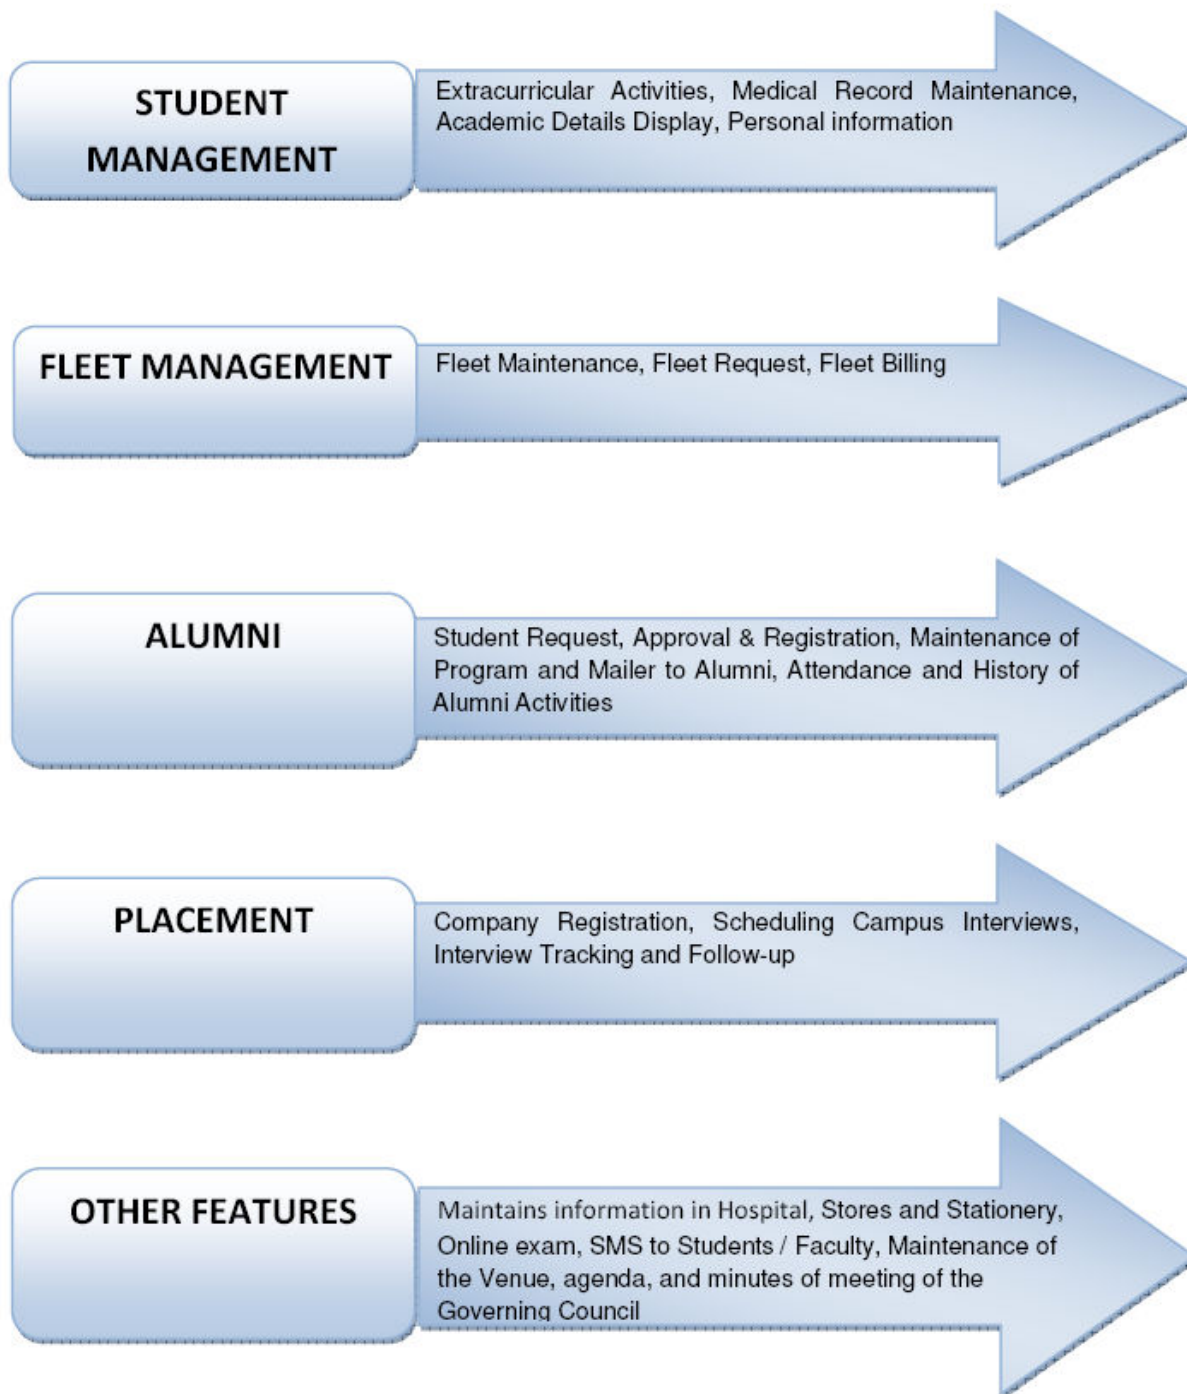 STUDENT
MANAGEMENT
Extracurricular Activities, Medical Record Maintenance,
Academic Details Display, Personal information
FLEET MANAGEMENT
Fleet Maintenance, Fleet Request, Fleet Billing
ALUMNI
Student Request, Approval & Registration, Maintenance of
Program and Mailer to Alumni, Attendance and History of
Alumni Activities
PLACEMENT
Company Registration, Scheduling Campus Interviews,
Interview Tracking and Follow-up
OTHER FEATURES
Maintains information in Hospital, Stores and Stationery,
Online exam, SMS to Students / Faculty, Maintenance of
the Venue, agenda, and minutes of meeting of the
Governing Council